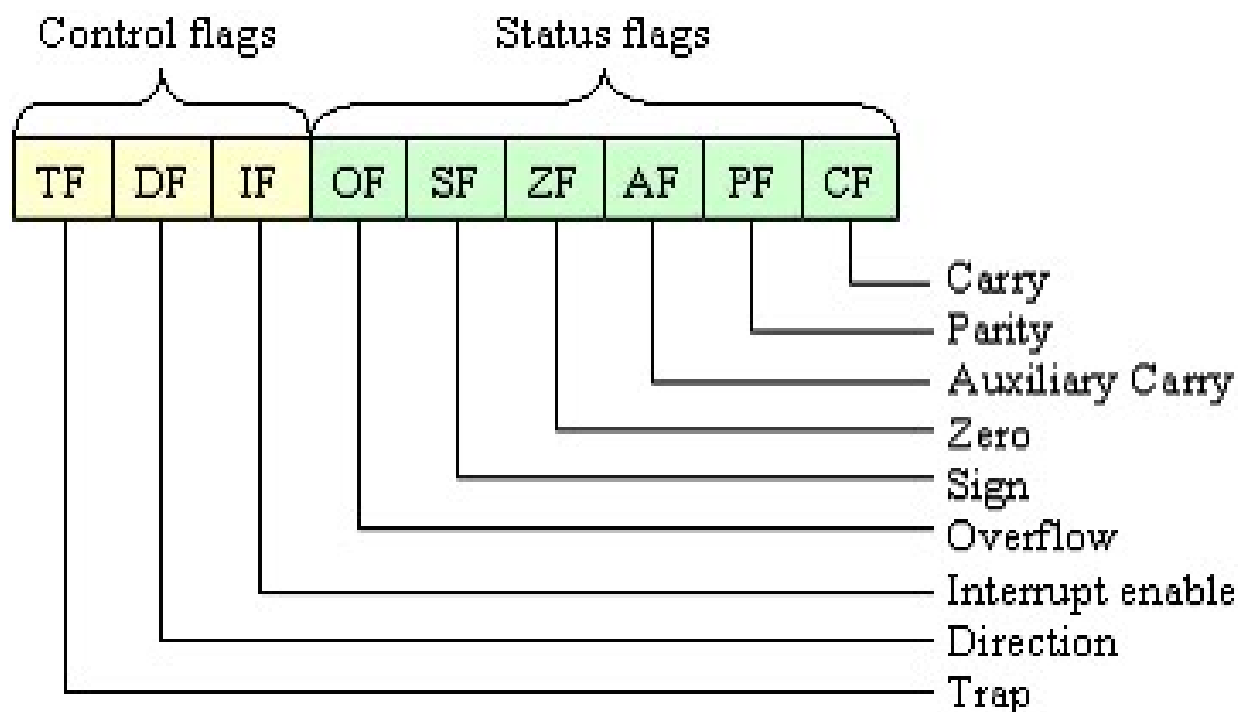 Control flags Status flags
TF DF IF OF SF ZF AF PF CF
Carry
Parity
Auxiliary Carry
Zero
Sign
Overflow
Interrupt enable
Direction
Trap